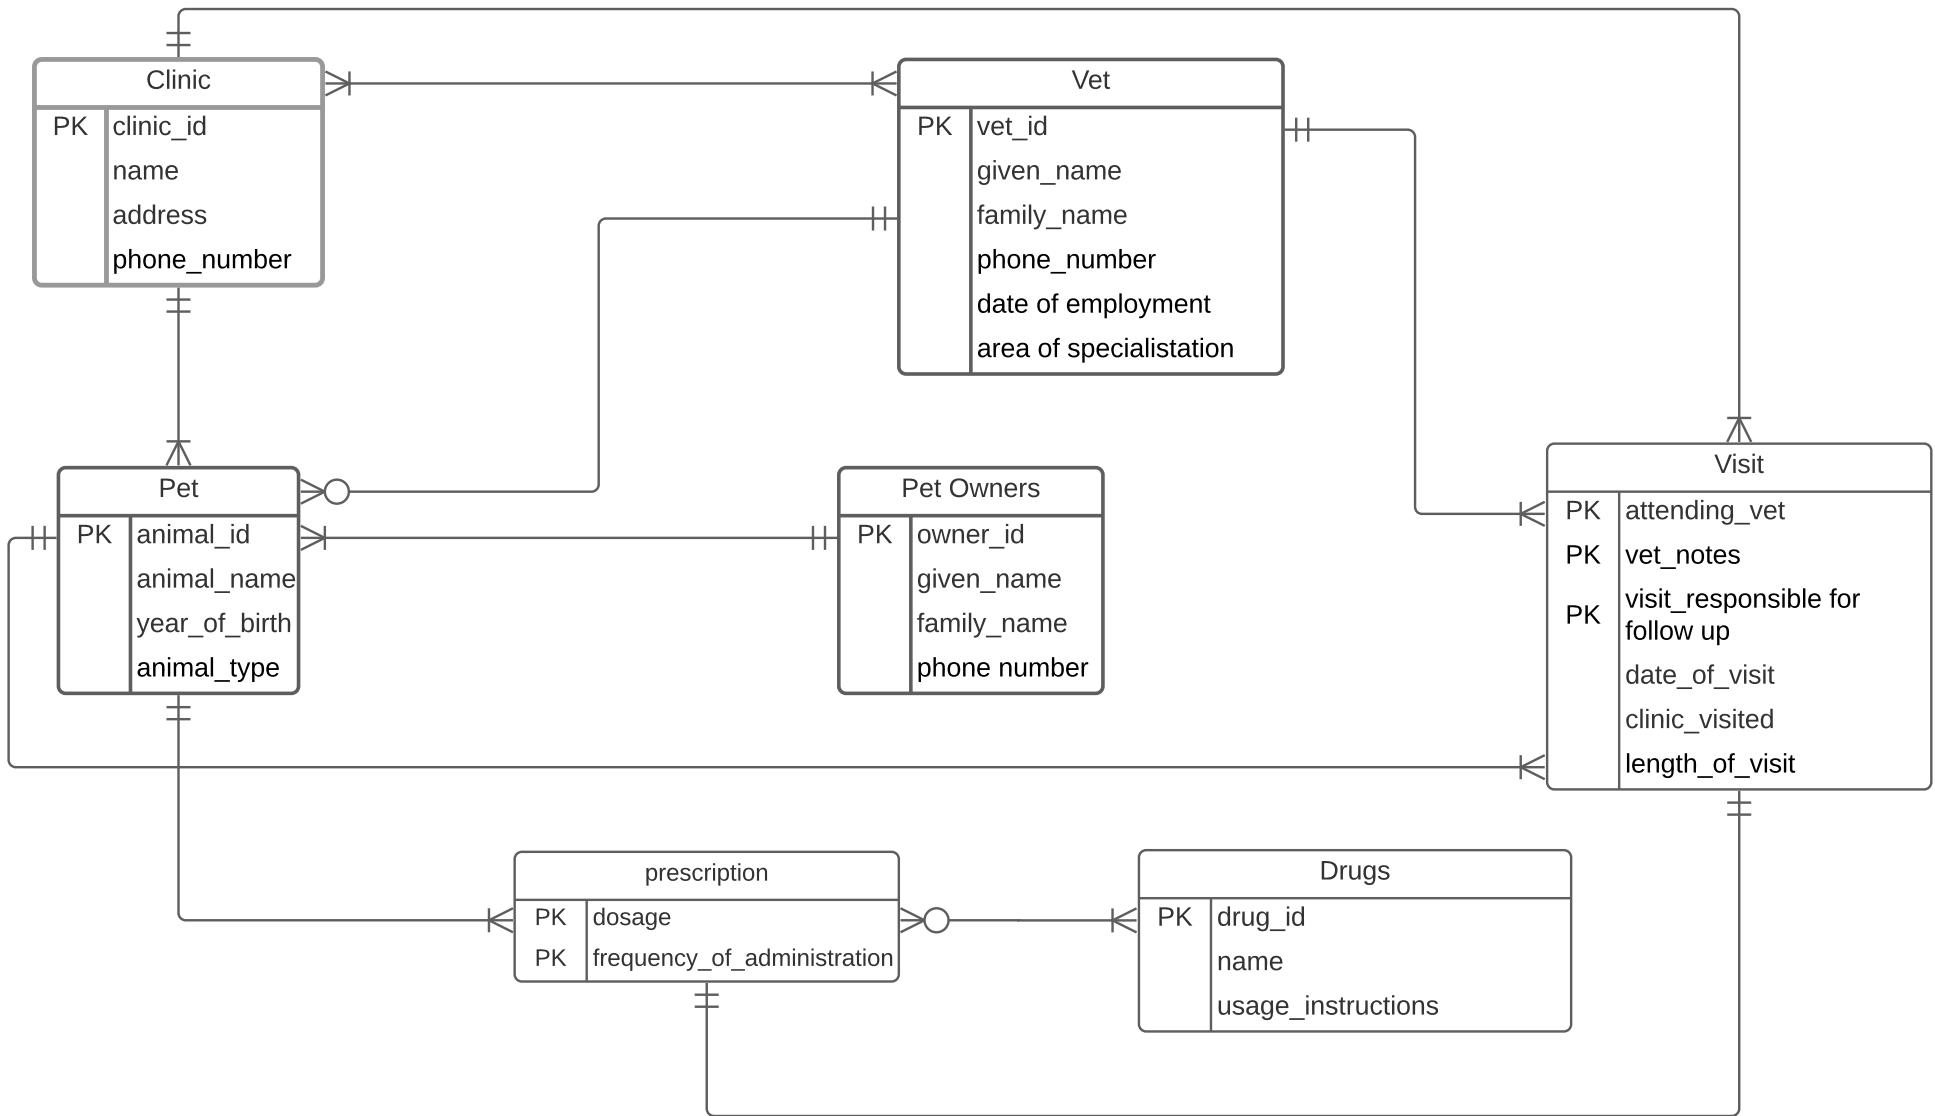 Clinic
PK clinic_id
name
address
phone_number
Vet
PK vet_id
given_name
family_name
phone_number
date of employment
area of specialistation
Pet
PK animal_id
animal_name
year_of_birth
animal_type
Pet Owners
PK owner_id
given_name
family_name
phone number
Visit
PK attending_vet
PK vet_notes
PK visit_responsible for
follow up
date_of_visit
clinic_visited
length_of_visit
prescription
PK dosage
PK frequency_of_administration
Drugs
PK drug_id
name
usage_instructions